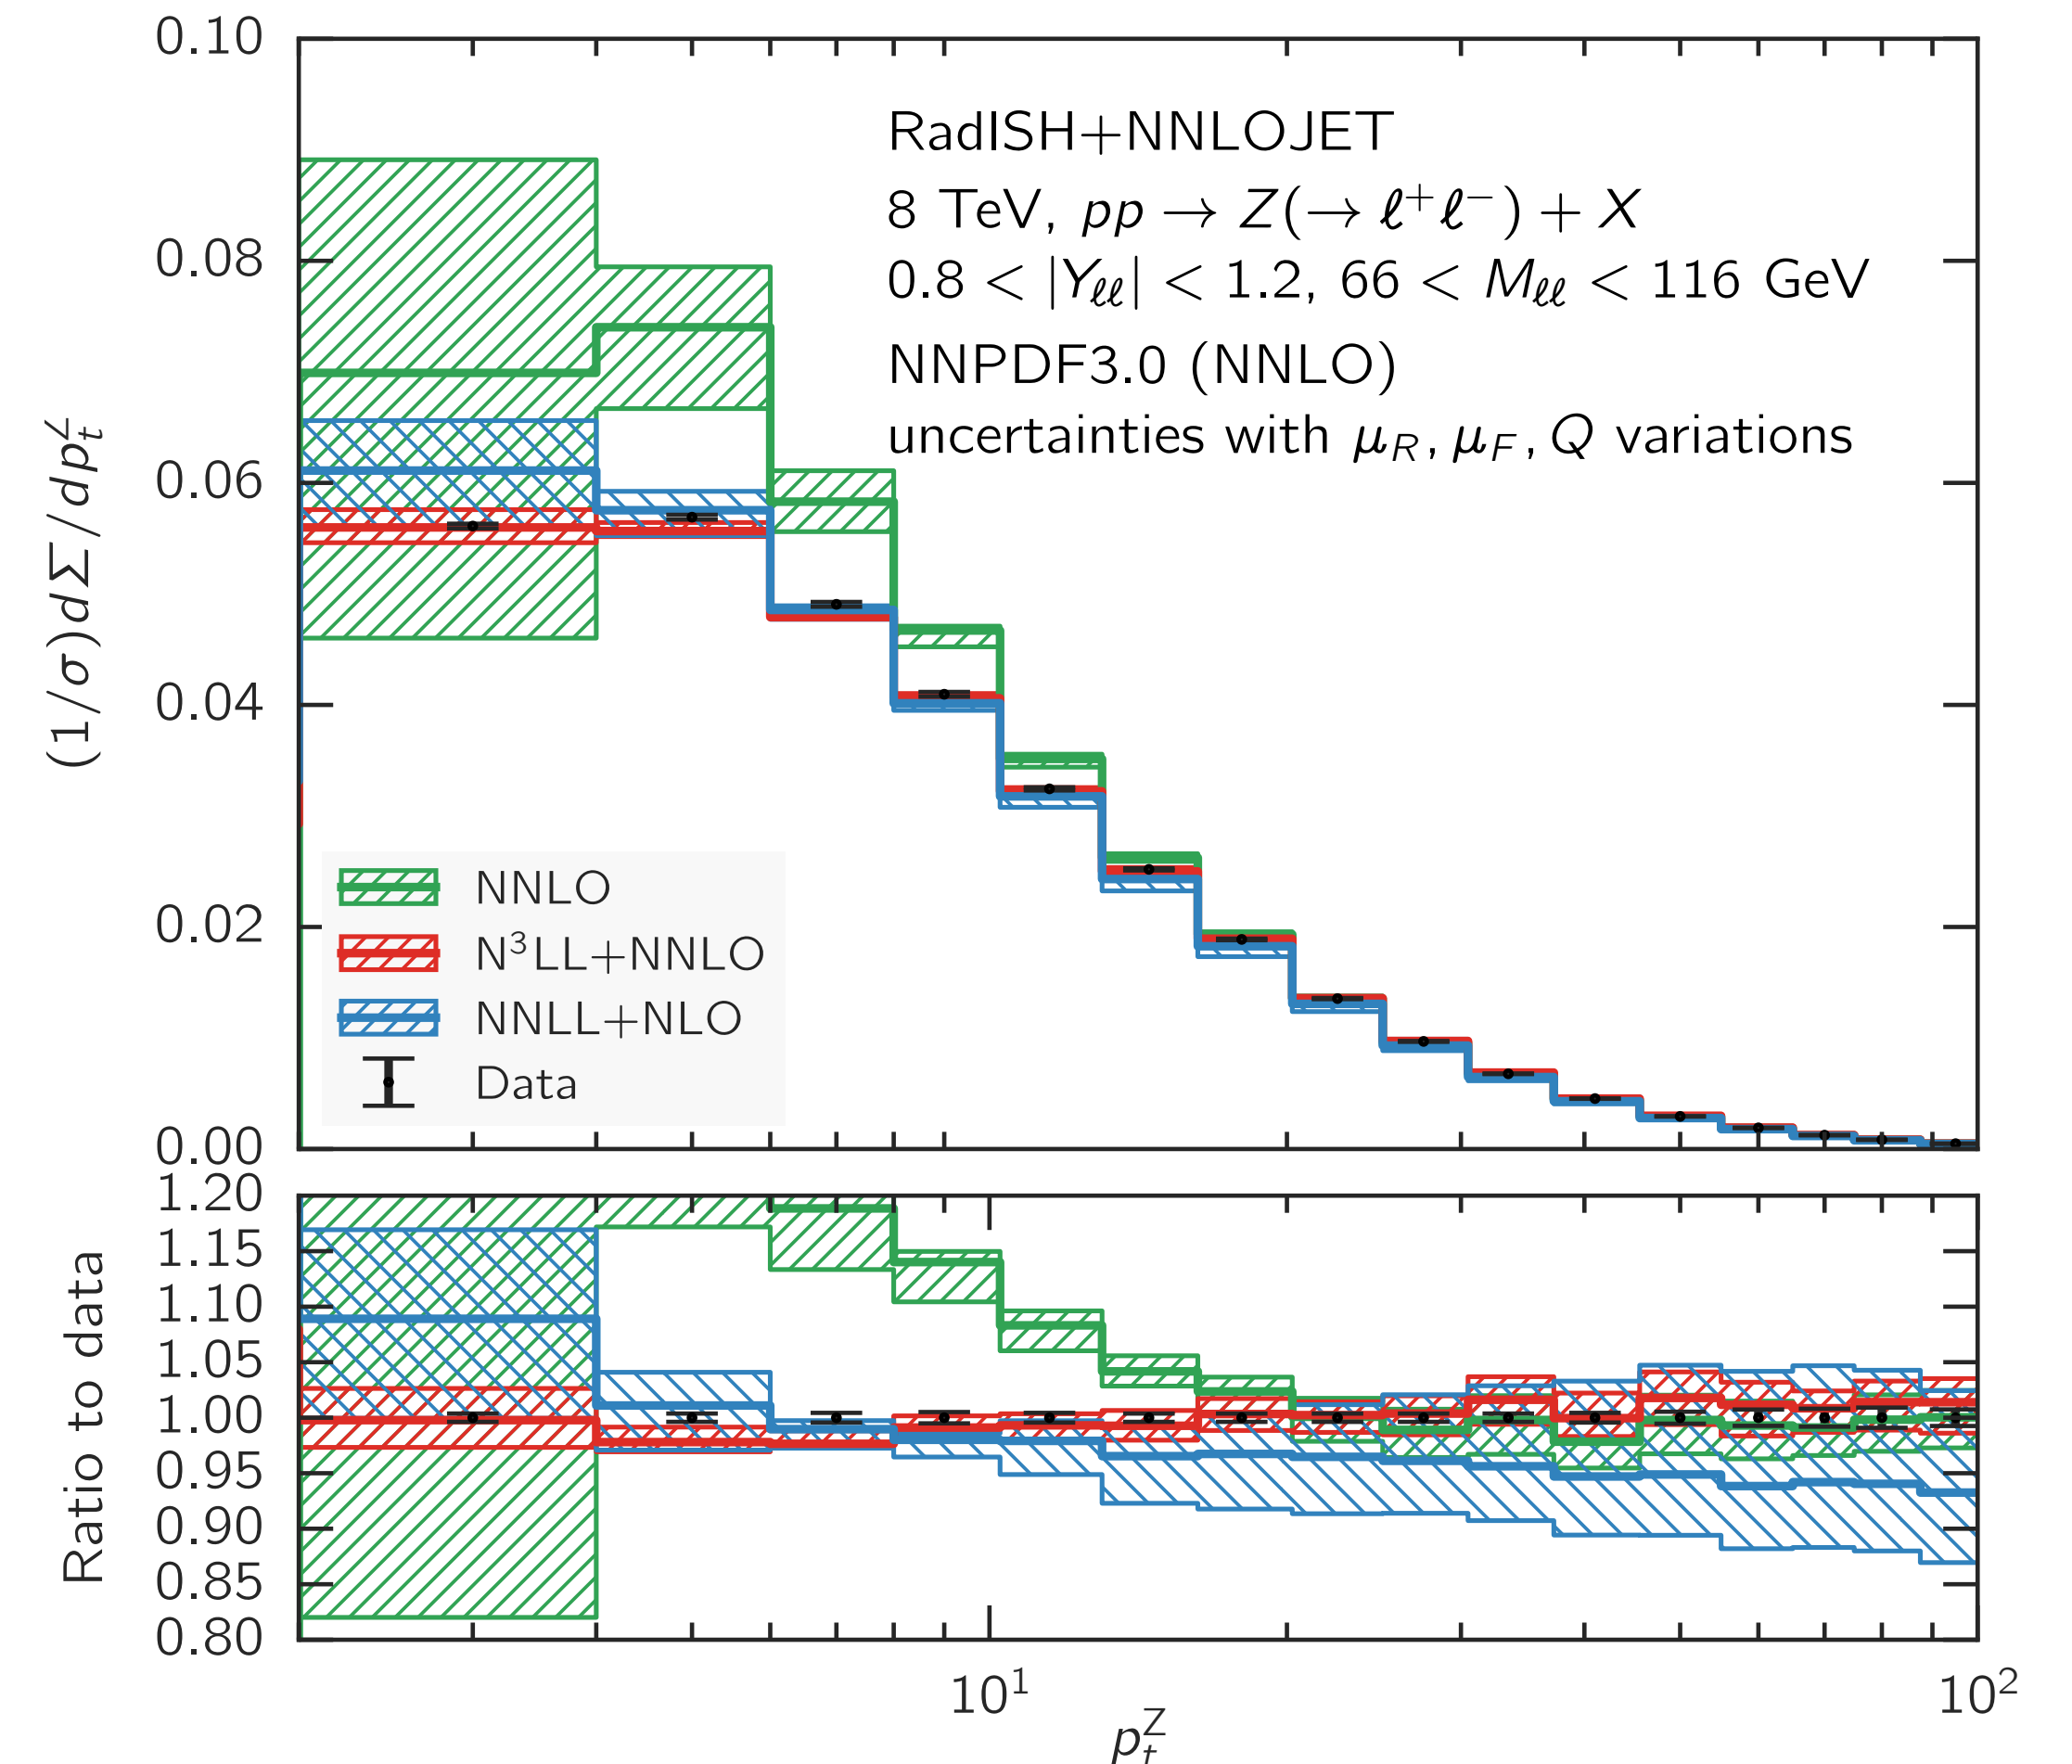 0.10
0.08
0.06
0.04
0.02
0.00
(1/σ)dΣ/dp_t^Z
RadISH+NNLOJET
8 TeV, pp → Z(→ ℓ⁺ℓ⁻) + X
0.8 < |Y_ℓℓ| < 1.2, 66 < M_ℓℓ < 116 GeV
NNPDF3.0 (NNLO)
uncertainties with μ_R, μ_F, Q variations
NNLO
N³LL+NNLO
NNLL+NLO
Data
1.20
1.15
1.10
1.05
1.00
0.95
0.90
0.85
0.80
Ratio to data
10¹
10²
p_t^Z